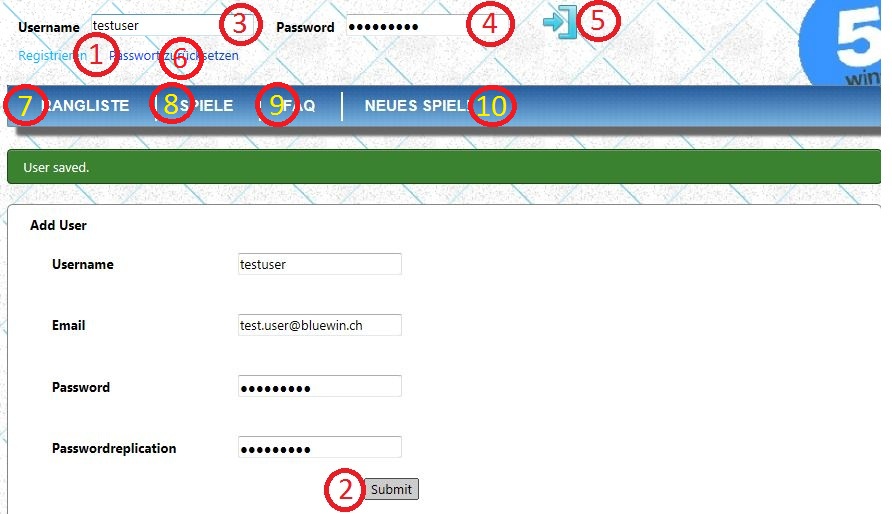 Username testuser 3 Password ●●●●●●●●● 4 5
Registrieren 1 Passwort zurücksetzen 6
7 RANGLISTE 8 SPIELE 9 FAQ NEUES SPIEL 10
5
User saved.
Add User
Username testuser
Email test.user@bluewin.ch
Password ●●●●●●●●●
Passwordreplication ●●●●●●●●●
2 Submit